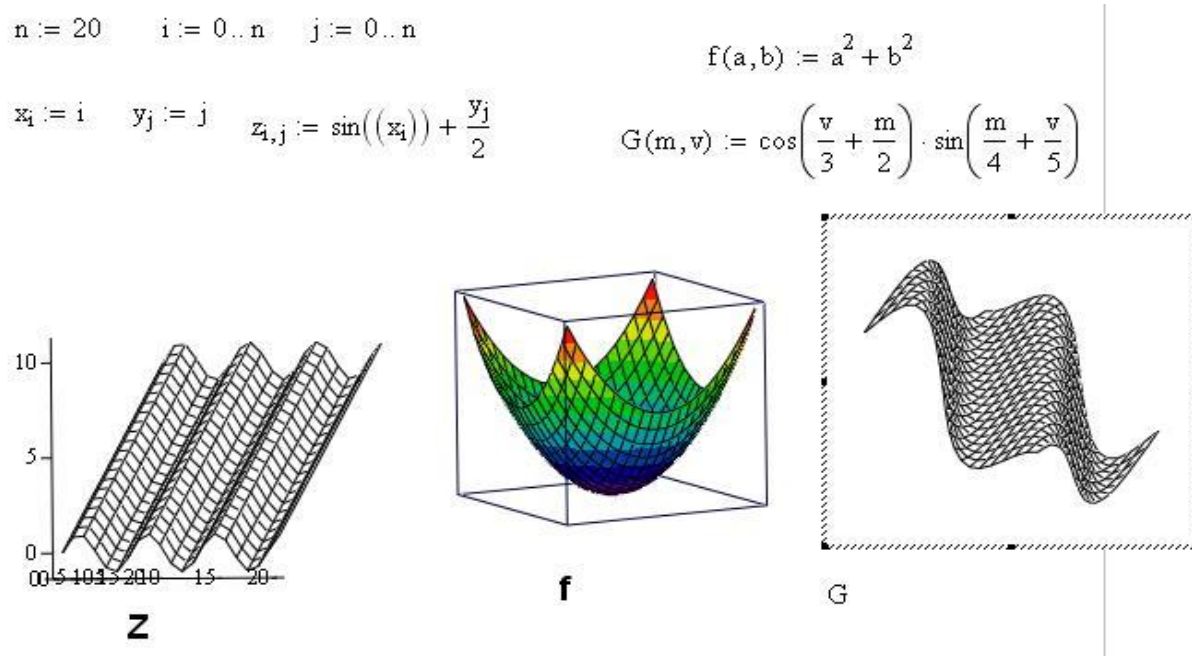 n := 20 i := 0..n j := 0..n
f(a,b) := a² + b²
xᵢ := i yⱼ := j zᵢ,ⱼ := sin((xᵢ)) + yⱼ/2
G(m,v) := cos(v/3 + m/2) · sin(m/4 + v/5)
10
5
0
15 20
Z
f
G